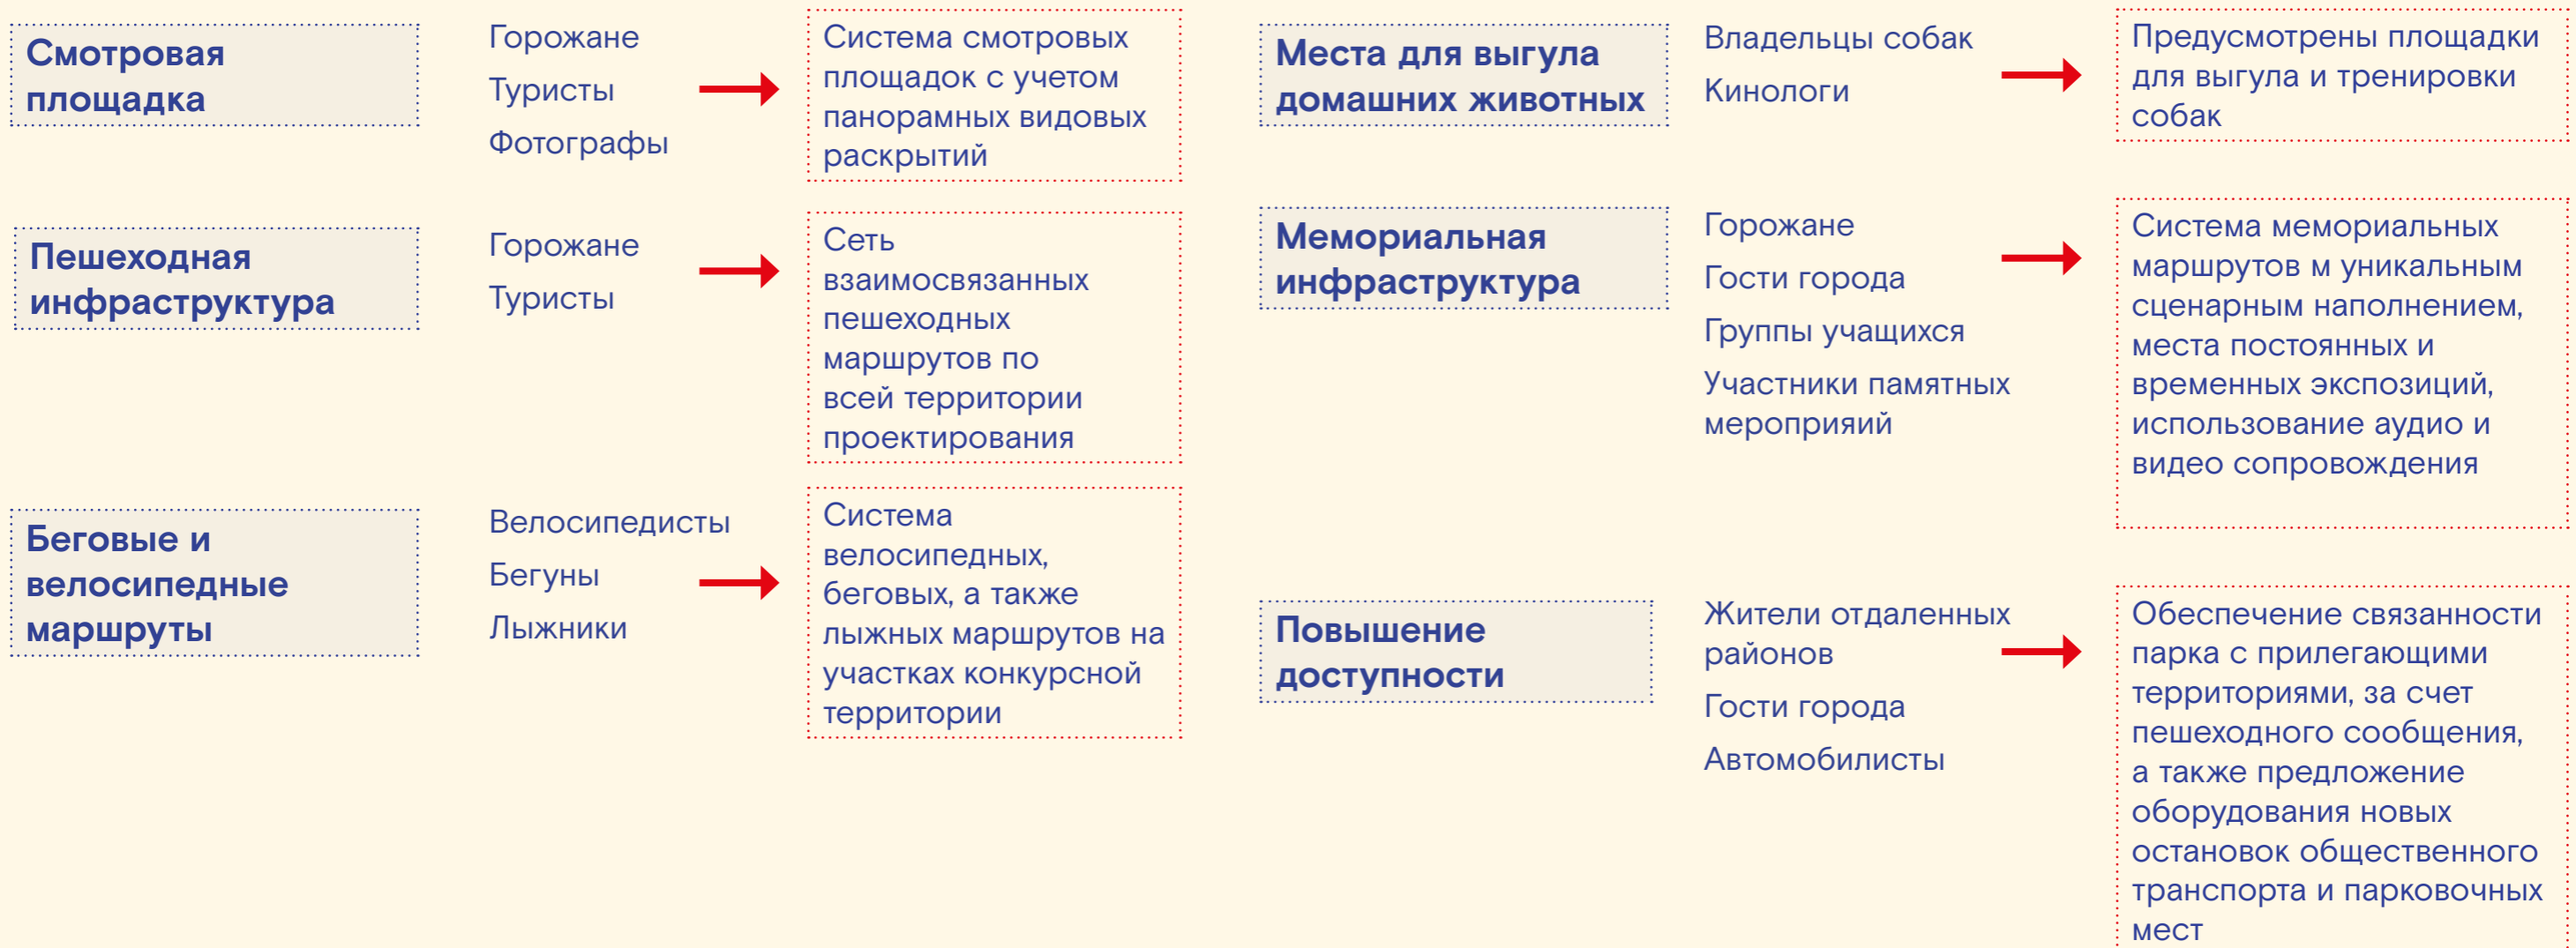 Смотровая
площадка
Горожане
Туристы
Фотографы
Система смотровых
площадок с учетом
панорамных видовых
раскрытий
Пешеходная
инфраструктура
Горожане
Туристы
Сеть
взаимосвязанных
пешеходных
маршрутов по
всей территории
проектирования
Беговые и
велосипедные
маршруты
Велосипедисты
Бегуны
Лыжники
Система
велосипедных,
беговых, а также
лыжных маршрутов на
участках конкурсной
территории
Места для выгула
домашних животных
Владельцы собак
Кинологи
Предусмотрены площадки
для выгула и тренировки
собак
Мемориальная
инфраструктура
Горожане
Гости города
Группы учащихся
Участники памятных
мероприяий
Система мемориальных
маршрутов м уникальным
сценарным наполнением,
места постоянных и
временных экспозиций,
использование аудио и
видео сопровождения
Повышение
доступности
Жители отдаленных
районов
Гости города
Автомобилисты
Обеспечение связанности
парка с прилегающими
территориями, за счет
пешеходного сообщения,
а также предложение
оборудования новых
остановок общественного
транспорта и парковочных
мест